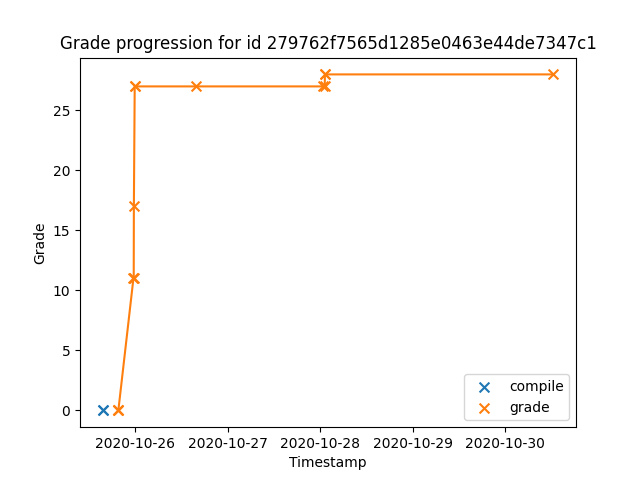 Grade progression for id 279762f7565d1285e0463e44de7347c1
25
20
15
10
5
0
Grade
compile
grade
2020-10-26 2020-10-27 2020-10-28 2020-10-29 2020-10-30
Timestamp